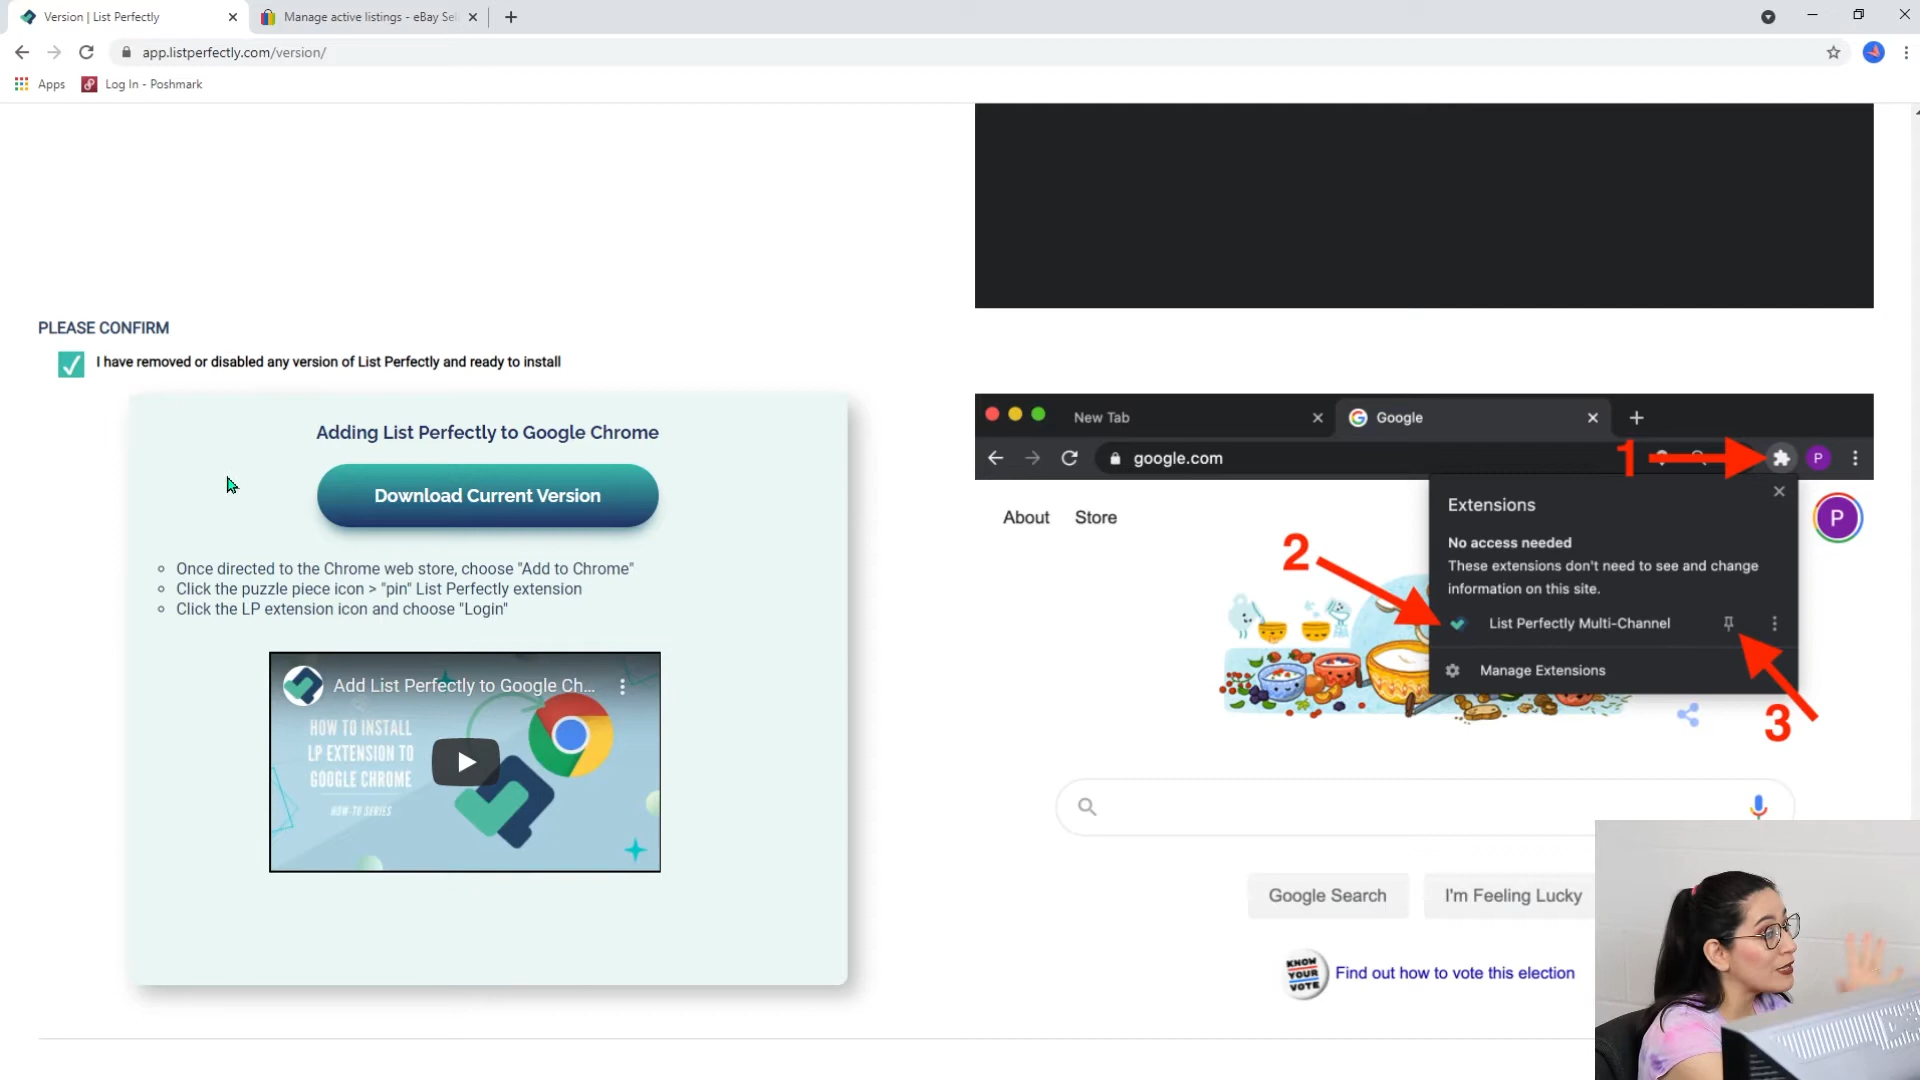 Version | List Perfectly
Manage active listings - eBay Sel
app.listperfectly.com/version/
Apps
Log In - Poshmark
PLEASE CONFIRM
I have removed or disabled any version of List Perfectly and ready to install
Adding List Perfectly to Google Chrome
Download Current Version
Once directed to the Chrome web store, choose "Add to Chrome"
Click the puzzle piece icon > "pin" List Perfectly extension
Click the LP extension icon and choose "Login"
Add List Perfectly to Google Ch...
HOW TO INSTALL
LP EXTENSION TO
GOOGLE CHROME
HOW-TO SERIES
New Tab
Google
google.com
1
P
About
Store
Extensions
P
No access needed
These extensions don't need to see and change
information on this site.
2
List Perfectly Multi-Channel
Manage Extensions
3
Google Search
I'm Feeling Lucky
KNOW
YOUR
VOTE
Find out how to vote this election